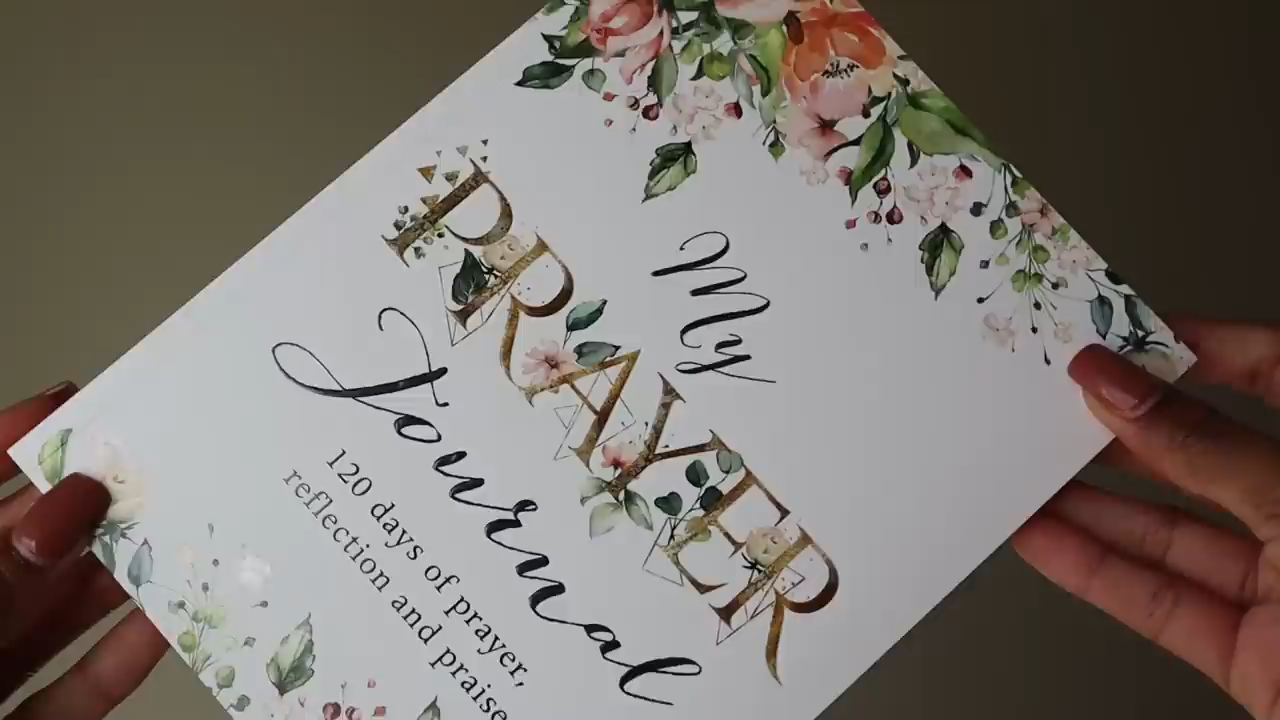 My
PRAYER
Journal
120 days of prayer,
reflection and praise